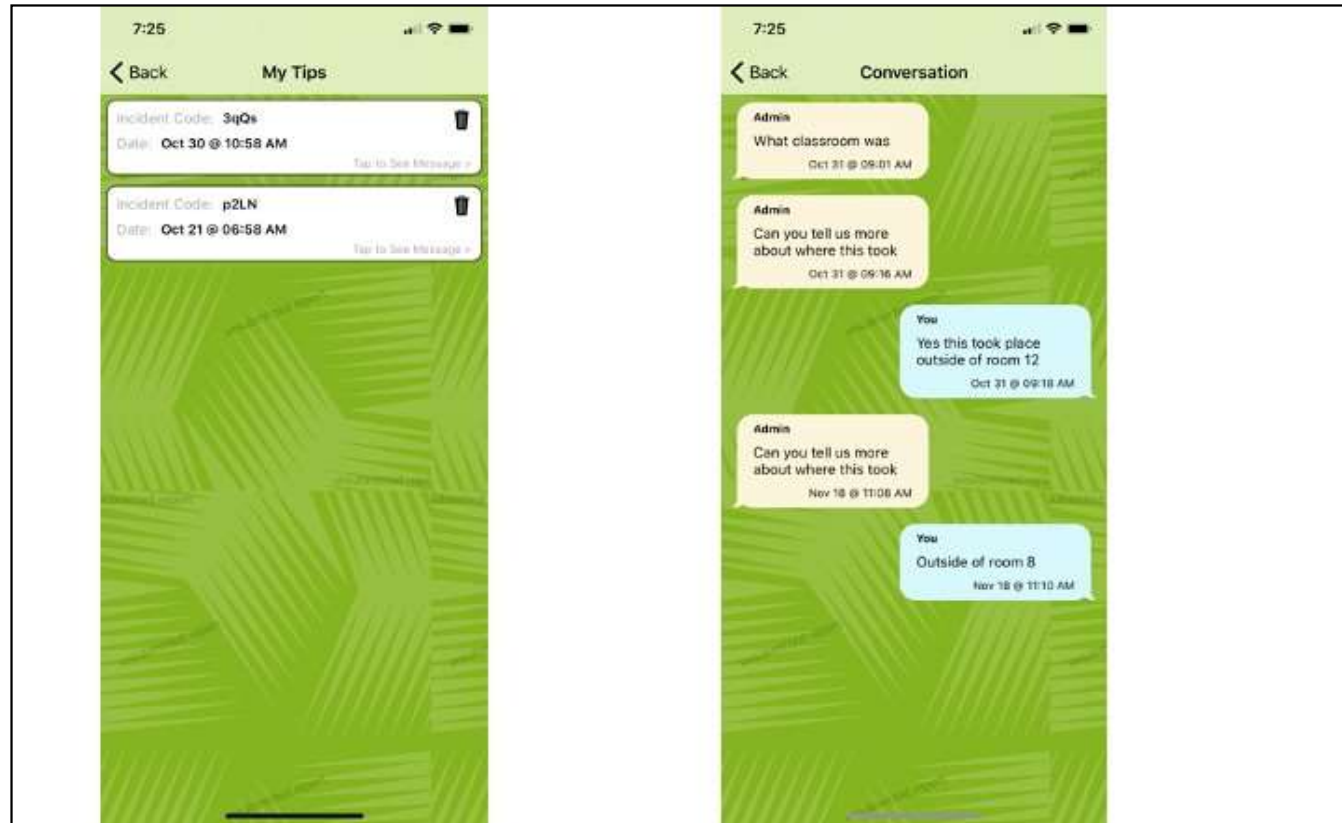 7:25
Back
My Tips
Incident Code: 3qQs
Date: Oct 30 @ 10:58 AM
Tap to See Message >
Incident Code: p2LN
Date: Oct 21 @ 06:58 AM
Tap to See Message >
7:25
Back
Conversation
Admin
What classroom was
Oct 31 @ 09:01 AM
Admin
Can you tell us more
about where this took
Oct 31 @ 09:16 AM
You
Yes this took place
outside of room 12
Oct 31 @ 09:18 AM
Admin
Can you tell us more
about where this took
Nov 18 @ 11:08 AM
You
Outside of room 8
Nov 18 @ 11:10 AM